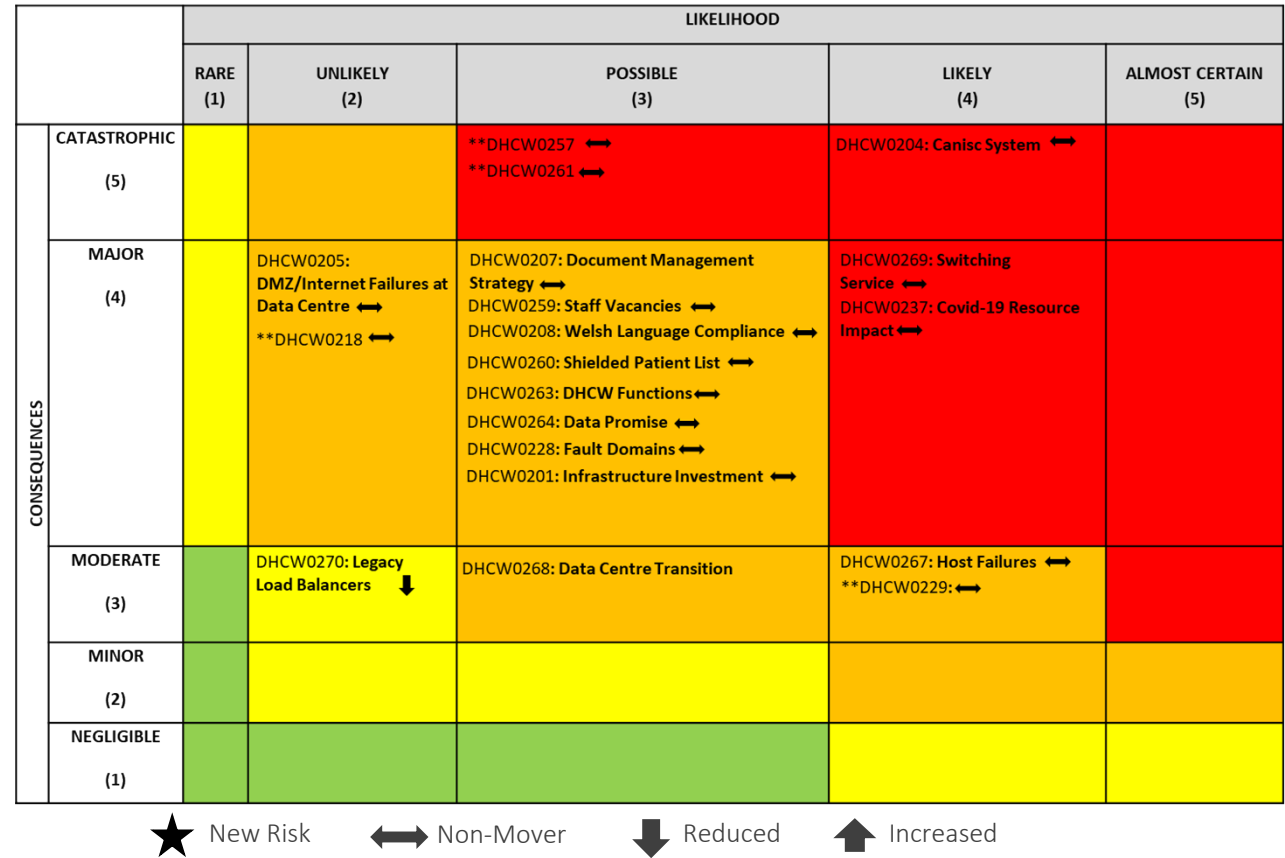 LIKELIHOOD
RARE
(1)
UNLIKELY
(2)
POSSIBLE
(3)
LIKELY
(4)
ALMOST CERTAIN
(5)
CONSEQUENCES
CATASTROPHIC
(5)
**DHCW0257
**DHCW0261
DHCW0204: Canisc System
MAJOR
(4)
DHCW0205:
DMZ/Internet Failures at
Data Centre
**DHCW0218
DHCW0207: Document Management
Strategy
DHCW0259: Staff Vacancies
DHCW0208: Welsh Language Compliance
DHCW0260: Shielded Patient List
DHCW0263: DHCW Functions
DHCW0264: Data Promise
DHCW0228: Fault Domains
DHCW0201: Infrastructure Investment
DHCW0269: Switching
Service
DHCW0237: Covid-19 Resource
Impact
MODERATE
(3)
DHCW0270: Legacy
Load Balancers
DHCW0268: Data Centre Transition
DHCW0267: Host Failures
**DHCW0229:
MINOR
(2)
NEGLIGIBLE
(1)
New Risk
Non-Mover
Reduced
Increased